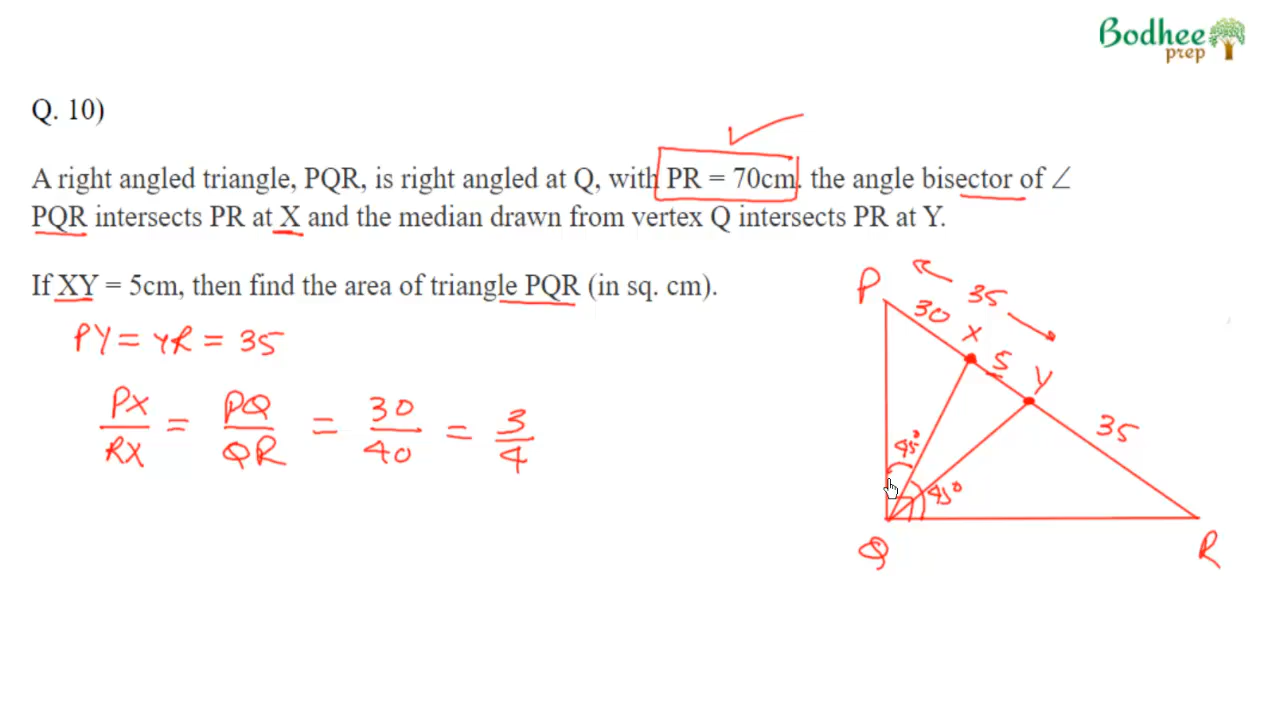 Bodhee
prep
Q. 10)
A right angled triangle, PQR, is right angled at Q, with PR = 70cm. the angle bisector of ∠
PQR intersects PR at X and the median drawn from vertex Q intersects PR at Y.
If XY = 5cm, then find the area of triangle PQR (in sq. cm).
PY = YR = 35
PX/RX = PQ/QR = 30/40 = 3/4
P
35
30
X
5
Y
35
45°
45°
Q
R